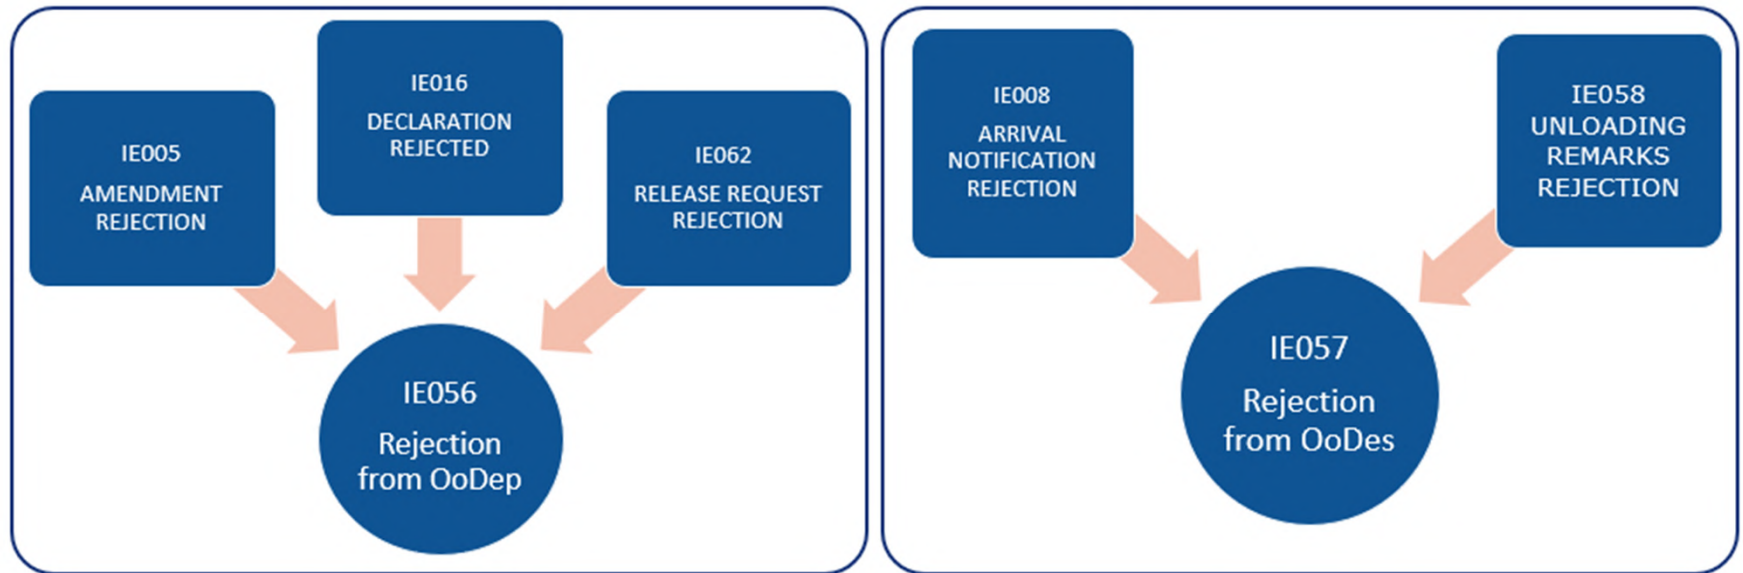 IE005
AMENDMENT
REJECTION
IE016
DECLARATION
REJECTED
IE062
RELEASE REQUEST
REJECTION
IE056
Rejection
from OoDep
IE008
ARRIVAL
NOTIFICATION
REJECTION
IE058
UNLOADING
REMARKS
REJECTION
IE057
Rejection
from OoDes